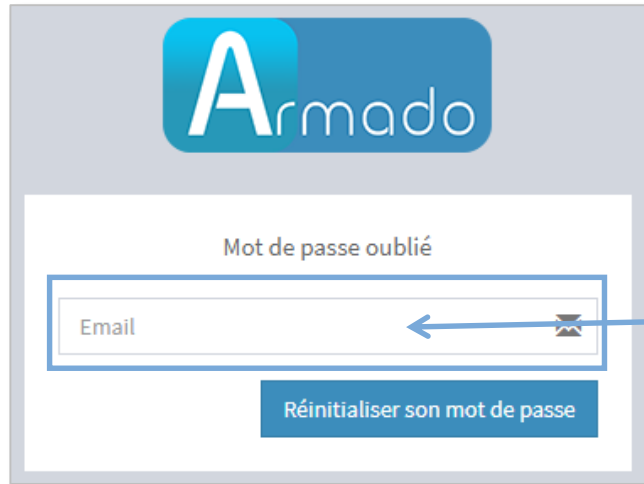 Armado
Mot de passe oublié
Email
Réinitialiser son mot de passe